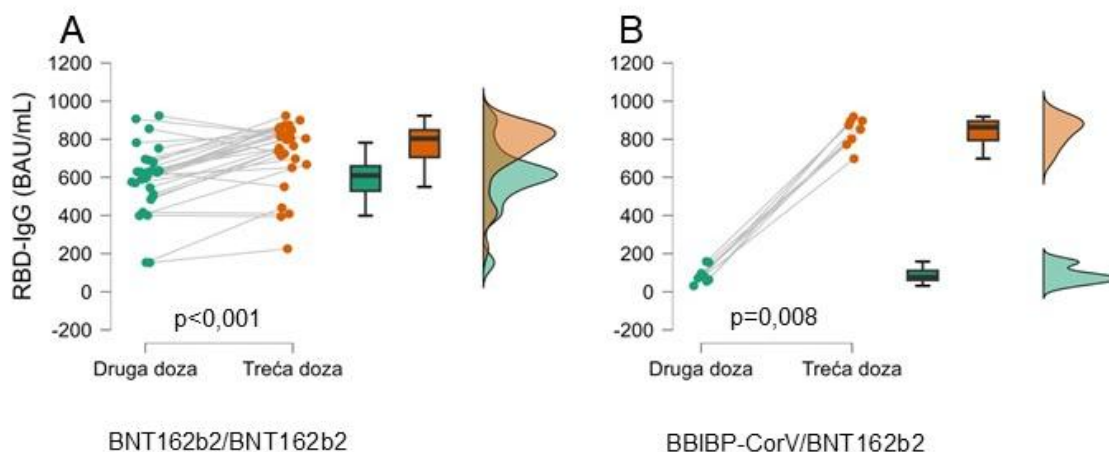 A
1200
1000
800
600
400
200
0
-200
RBD-IgG (BAU/mL)
p<0,001
Druga doza
Treća doza
BNT162b2/BNT162b2
B
1200
1000
800
600
400
200
0
-200
p=0,008
Druga doza
Treća doza
BBIBP-CorV/BNT162b2